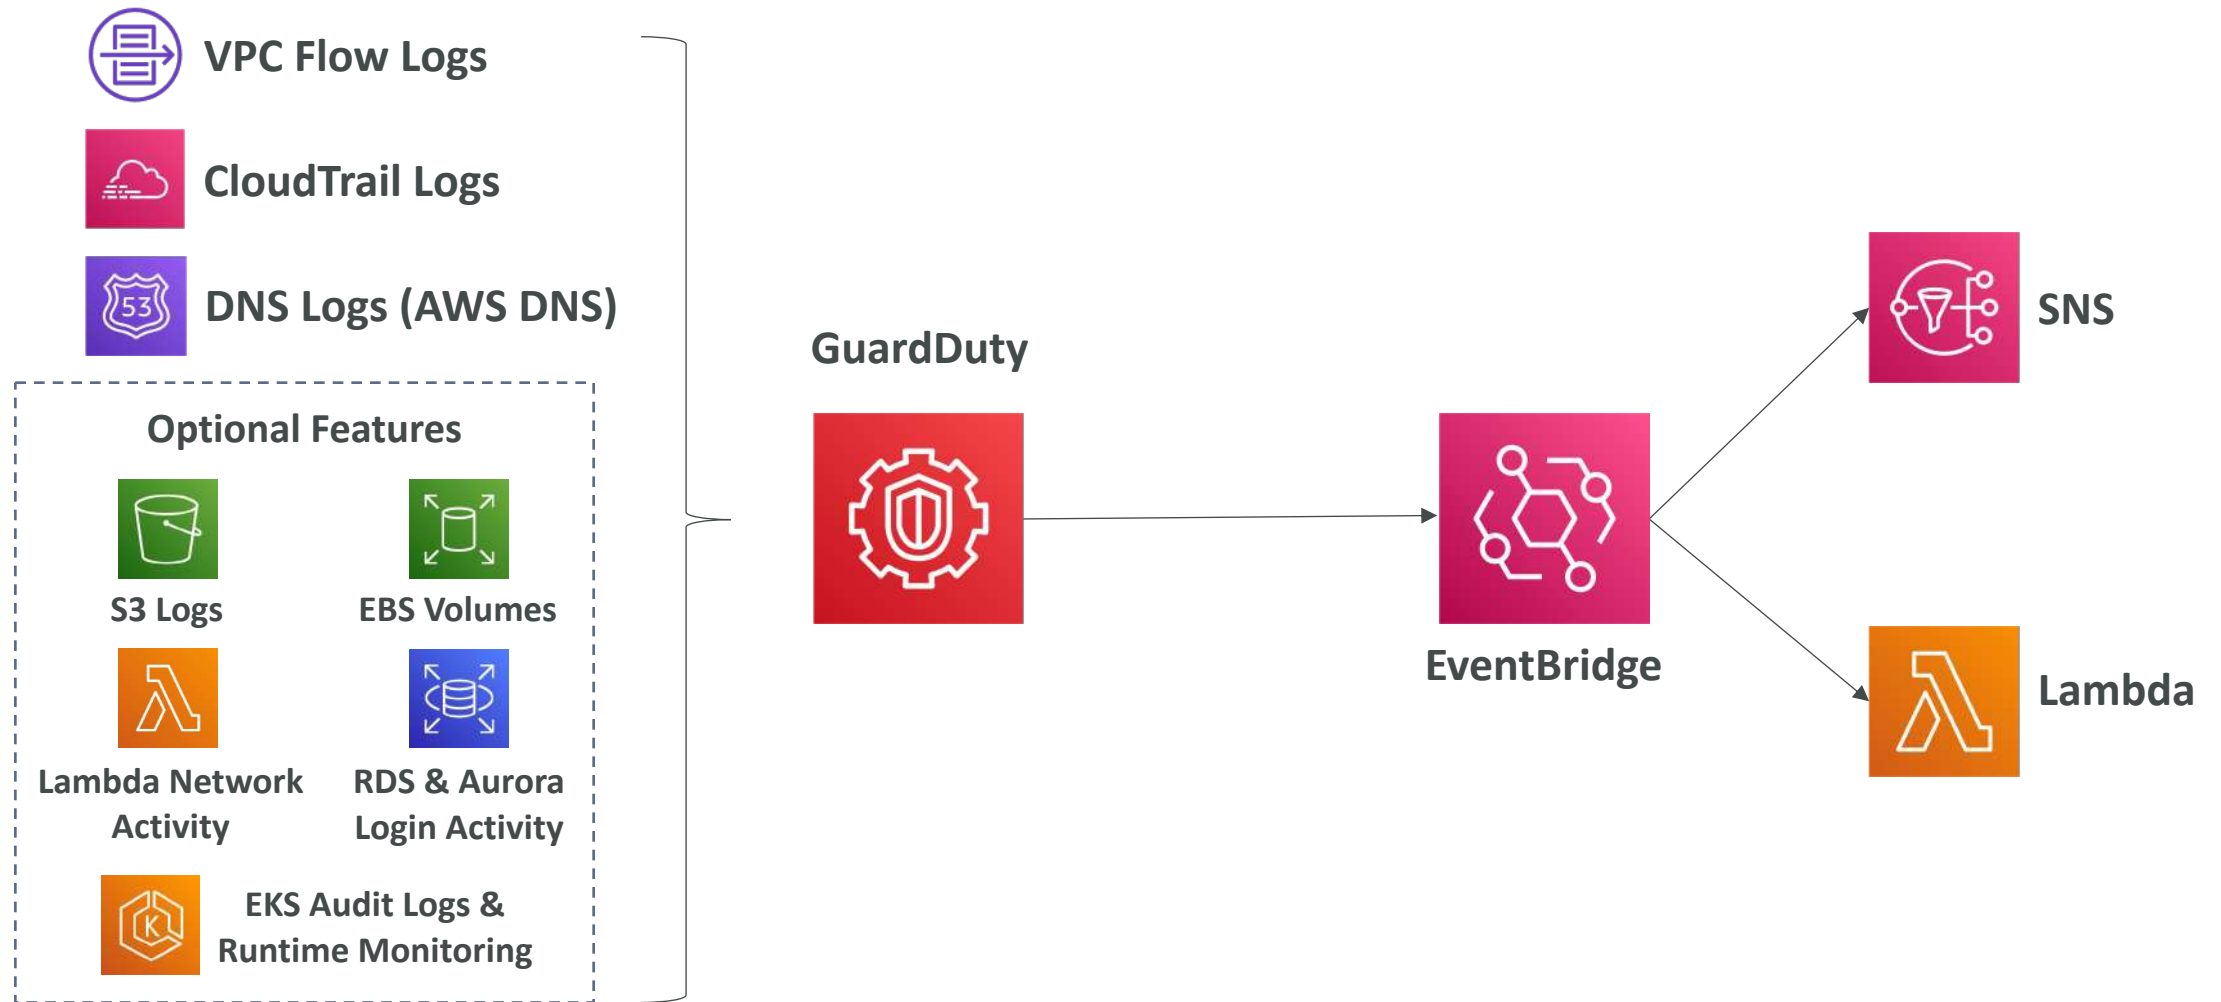 VPC Flow Logs
CloudTrail Logs
53
DNS Logs (AWS DNS)
Optional Features
S3 Logs
EBS Volumes
Lambda Network
Activity
RDS & Aurora
Login Activity
K
EKS Audit Logs &
Runtime Monitoring
GuardDuty
EventBridge
SNS
Lambda